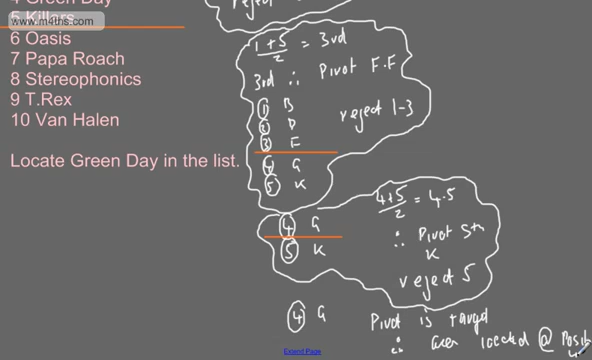 reject
4 Green Day
5 Killers
www.m4ths.com
6 Oasis
7 Papa Roach
8 Stereophonics
9 T.Rex
10 Van Halen
Locate Green Day in the list.
1+5/2 = 3rd
3rd ∴ Pivot F.F
① B
② D
③ F
reject 1-3
④ G
⑤ K
④ G
⑤ K
4+5/2 = 4.5
∴ Pivot 5th
K
reject 5
④ G
Pivot is target
∴ located @ Posit
Extend Page